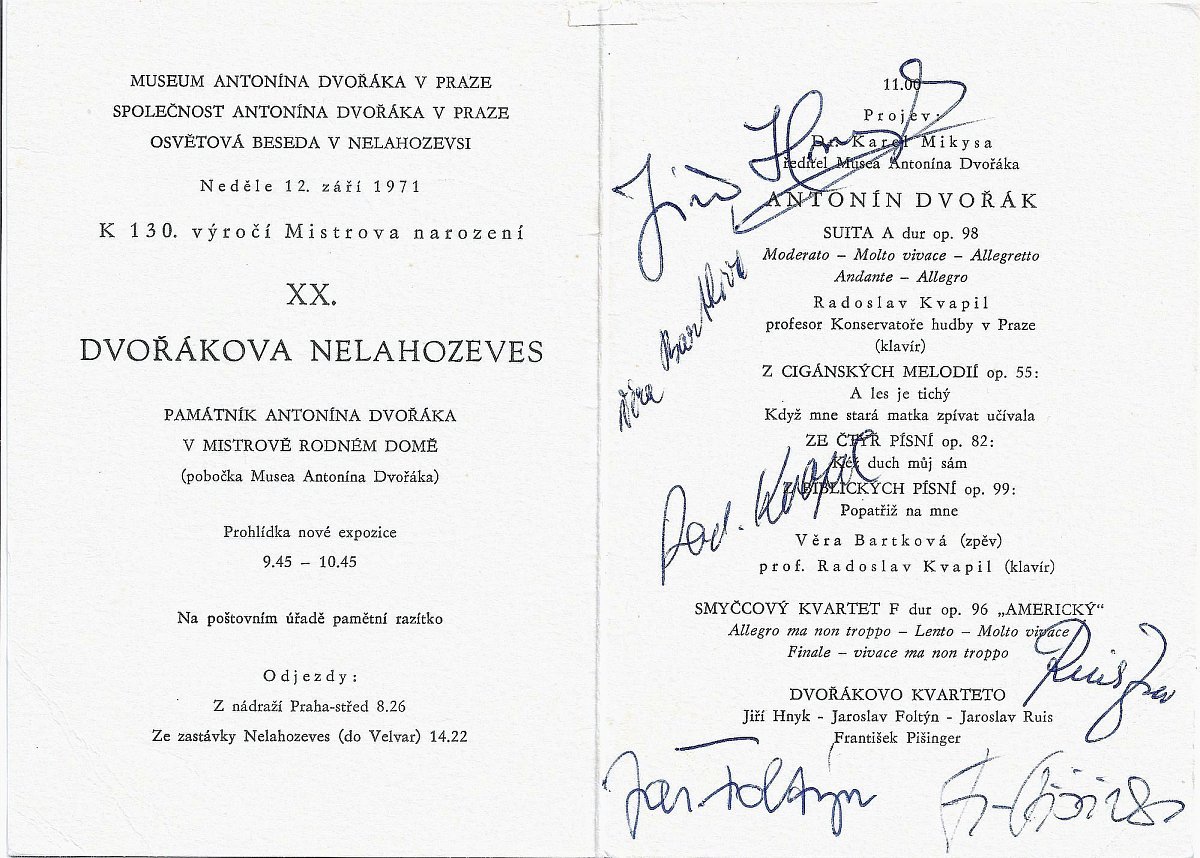 MUSEUM ANTONÍNA DVOŘÁKA V PRAZE
SPOLEČNOST ANTONÍNA DVOŘÁKA V PRAZE
OSVĚTOVÁ BESEDA V NELAHOZEVSI
Neděle 12. září 1971
K 130. výročí Mistrova narození
XX.
DVOŘÁKOVA NELAHOZEVES
PAMÁTNÍK ANTONÍNA DVOŘÁKA
V MISTROVĚ RODNÉM DOMĚ
(pobočka Musea Antonína Dvořáka)
Prohlídka nové expozice
9.45 – 10.45
Na poštovním úřadě pamětní razítko
Odjezdy:
Z nádraží Praha-střed 8.26
Ze zastávky Nelahozeves (do Velvar) 14.22
11.00
Projev:
Dr. Karel Mikysa
ředitel Musea Antonína Dvořáka
Jiří Hnyk
ANTONÍN DVOŘÁK
SUITA A dur op. 98
Moderato – Molto vivace – Allegretto
Andante – Allegro
Radoslav Kvapil
profesor Konservatoře hudby v Praze
(klavír)
Věra Bartková
Z CIGÁNSKÝCH MELODIÍ op. 55:
A les je tichý
Když mne stará matka zpívat učívala
ZE ČTYŘ PÍSNÍ op. 82:
Kéž duch můj sám
Z BIBLICKÝCH PÍSNÍ op. 99:
Popatřiž na mne
Rad. Kvapil
Věra Bartková (zpěv)
prof. Radoslav Kvapil (klavír)
SMYČCOVÝ KVARTET F dur op. 96 „AMERICKÝ“
Allegro ma non troppo – Lento – Molto vivace
Finale – vivace ma non troppo
Ruis Jar
DVOŘÁKOVO KVARTETO
Jiří Hnyk - Jaroslav Foltýn - Jaroslav Ruis
František Pišinger
Jar. Foltýn